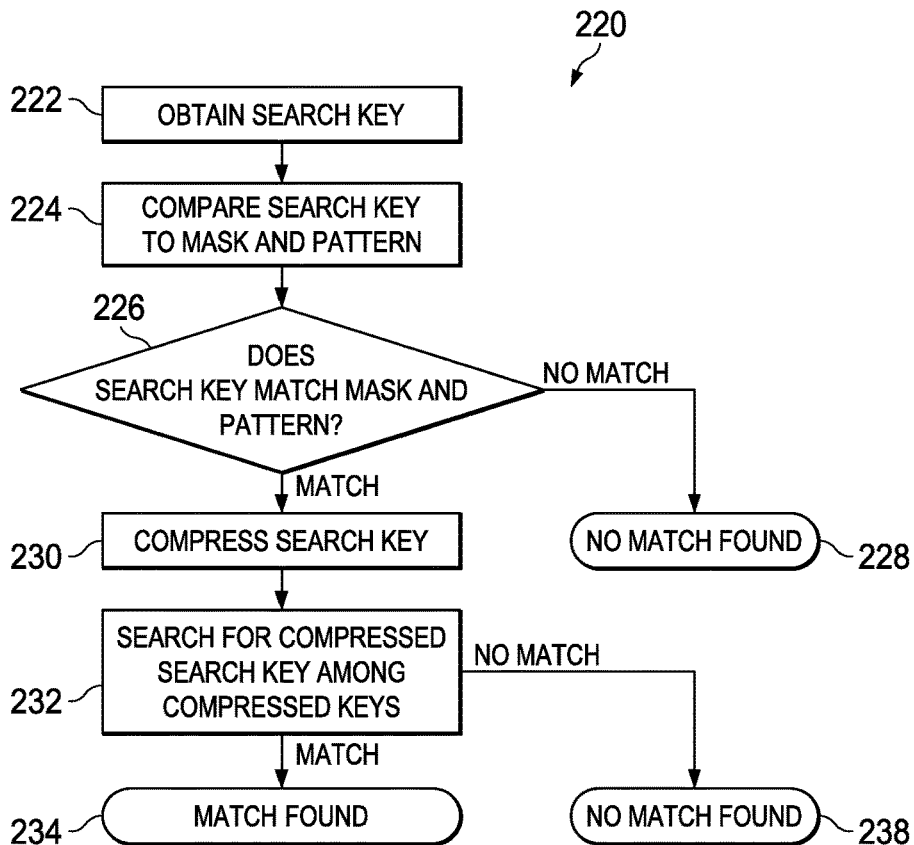 220
222
OBTAIN SEARCH KEY
224
COMPARE SEARCH KEY
TO MASK AND PATTERN
226
DOES
SEARCH KEY MATCH MASK AND
PATTERN?
NO MATCH
MATCH
230
COMPRESS SEARCH KEY
NO MATCH FOUND
228
232
SEARCH FOR COMPRESSED
SEARCH KEY AMONG
COMPRESSED KEYS
NO MATCH
MATCH
234
MATCH FOUND
NO MATCH FOUND
238